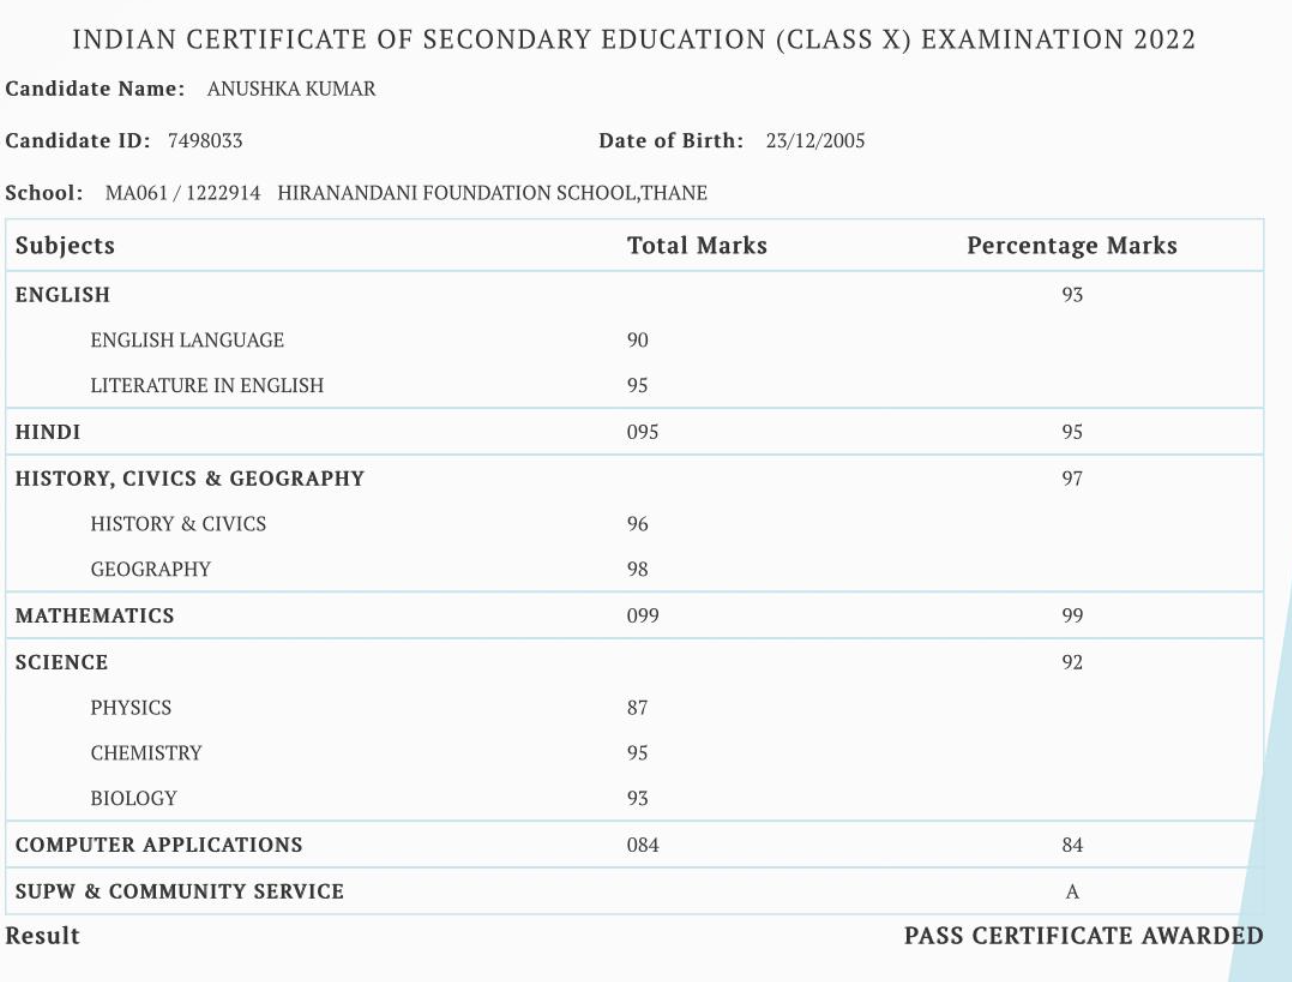 INDIAN CERTIFICATE OF SECONDARY EDUCATION (CLASS X) EXAMINATION 2022
Candidate Name: ANUSHKA KUMAR
Candidate ID: 7498033 Date of Birth: 23/12/2005
School: MA061 / 1222914 HIRANANDANI FOUNDATION SCHOOL,THANE
Subjects Total Marks Percentage Marks
ENGLISH 93
ENGLISH LANGUAGE 90
LITERATURE IN ENGLISH 95
HINDI 095 95
HISTORY, CIVICS & GEOGRAPHY 97
HISTORY & CIVICS 96
GEOGRAPHY 98
MATHEMATICS 099 99
SCIENCE 92
PHYSICS 87
CHEMISTRY 95
BIOLOGY 93
COMPUTER APPLICATIONS 084 84
SUPW & COMMUNITY SERVICE A
Result PASS CERTIFICATE AWARDED